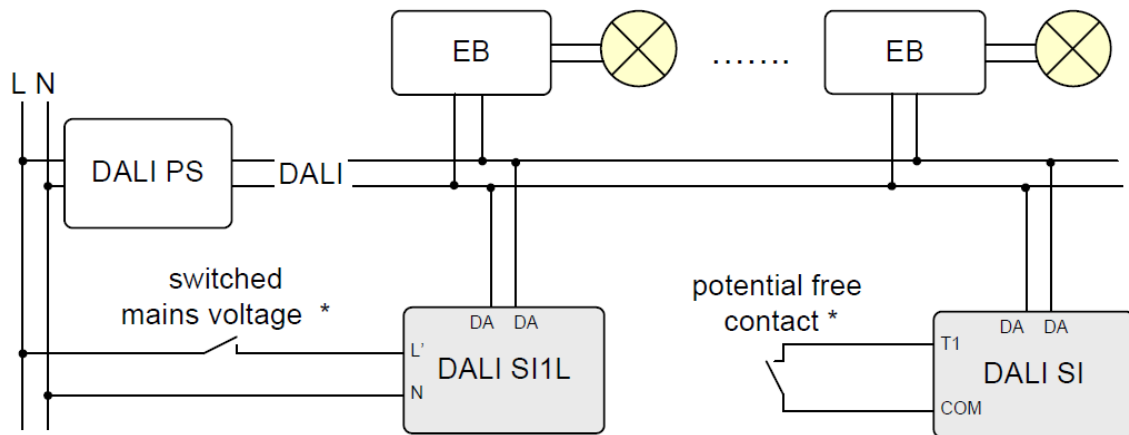 EB
.......
EB
L N
DALI PS
DALI
switched
mains voltage *
potential free
contact *
DA DA
L'
DALI SI1L
N
DA DA
T1
DALI SI
COM